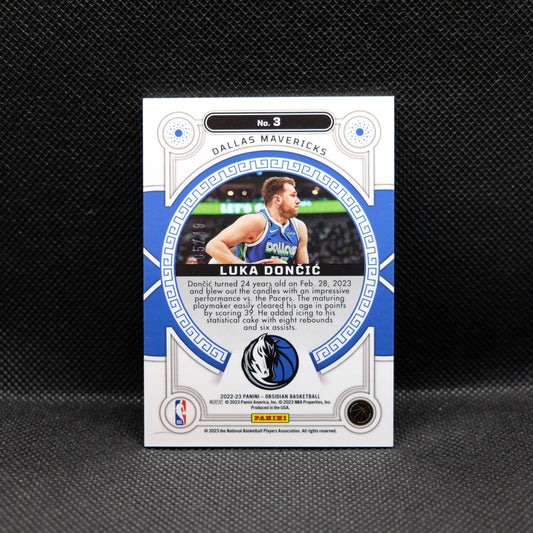 No. 3
DALLAS MAVERICKS
LET'S
DALLAS
LUKA DONČIĆ
Dončić turned 24 years old on Feb. 28, 2023
and blew out the candles with an impressive
performance vs. the Pacers. The maturing
playmaker easily cleared his age in points
by scoring 39. He added icing to his
statistical cake with eight rebounds
and six assists.
2022-23 PANINI – OBSIDIAN BASKETBALL
© 2023 Panini America, Inc. © 2023 NBA Properties, Inc.
Produced in the USA.
PANINI
© 2023 the National Basketball Players Association. All rights reserved.